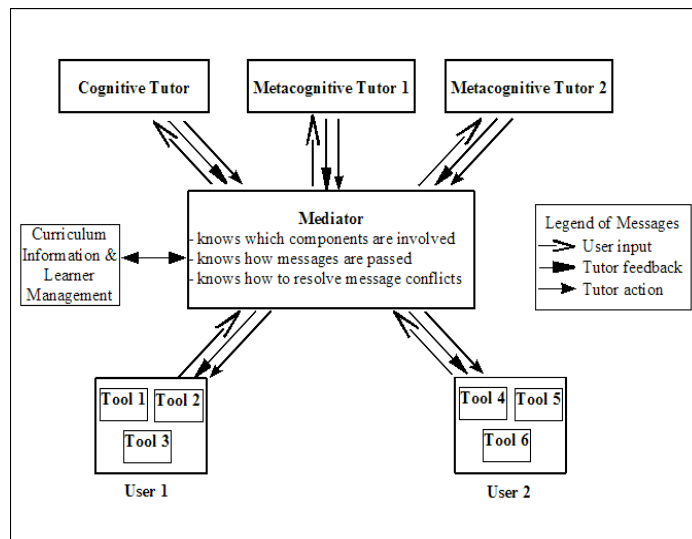 Cognitive Tutor
Metacognitive Tutor 1
Metacognitive Tutor 2
Mediator
- knows which components are involved
- knows how messages are passed
- knows how to resolve message conflicts
Curriculum
Information &
Learner
Management
Legend of Messages
User input
Tutor feedback
Tutor action
Tool 1
Tool 2
Tool 3
User 1
Tool 4
Tool 5
Tool 6
User 2